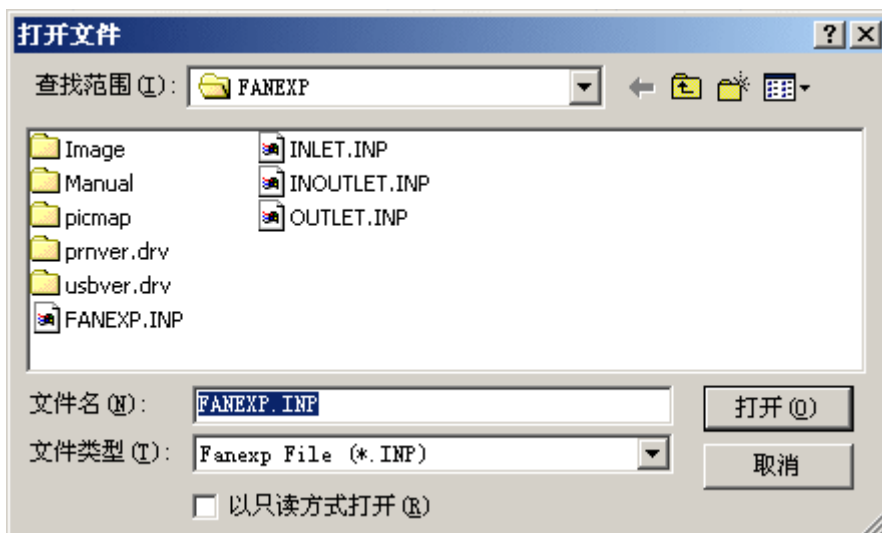 打开文件
查找范围(I): FANEXP
Image INLET.INP
Manual INOUTLET.INP
picmap OUTLET.INP
prnver.drv
usbver.drv
FANEXP.INP
文件名(N): FANEXP.INP 打开(O)
文件类型(T): Fanexp File (*.INP) 取消
以只读方式打开(R)